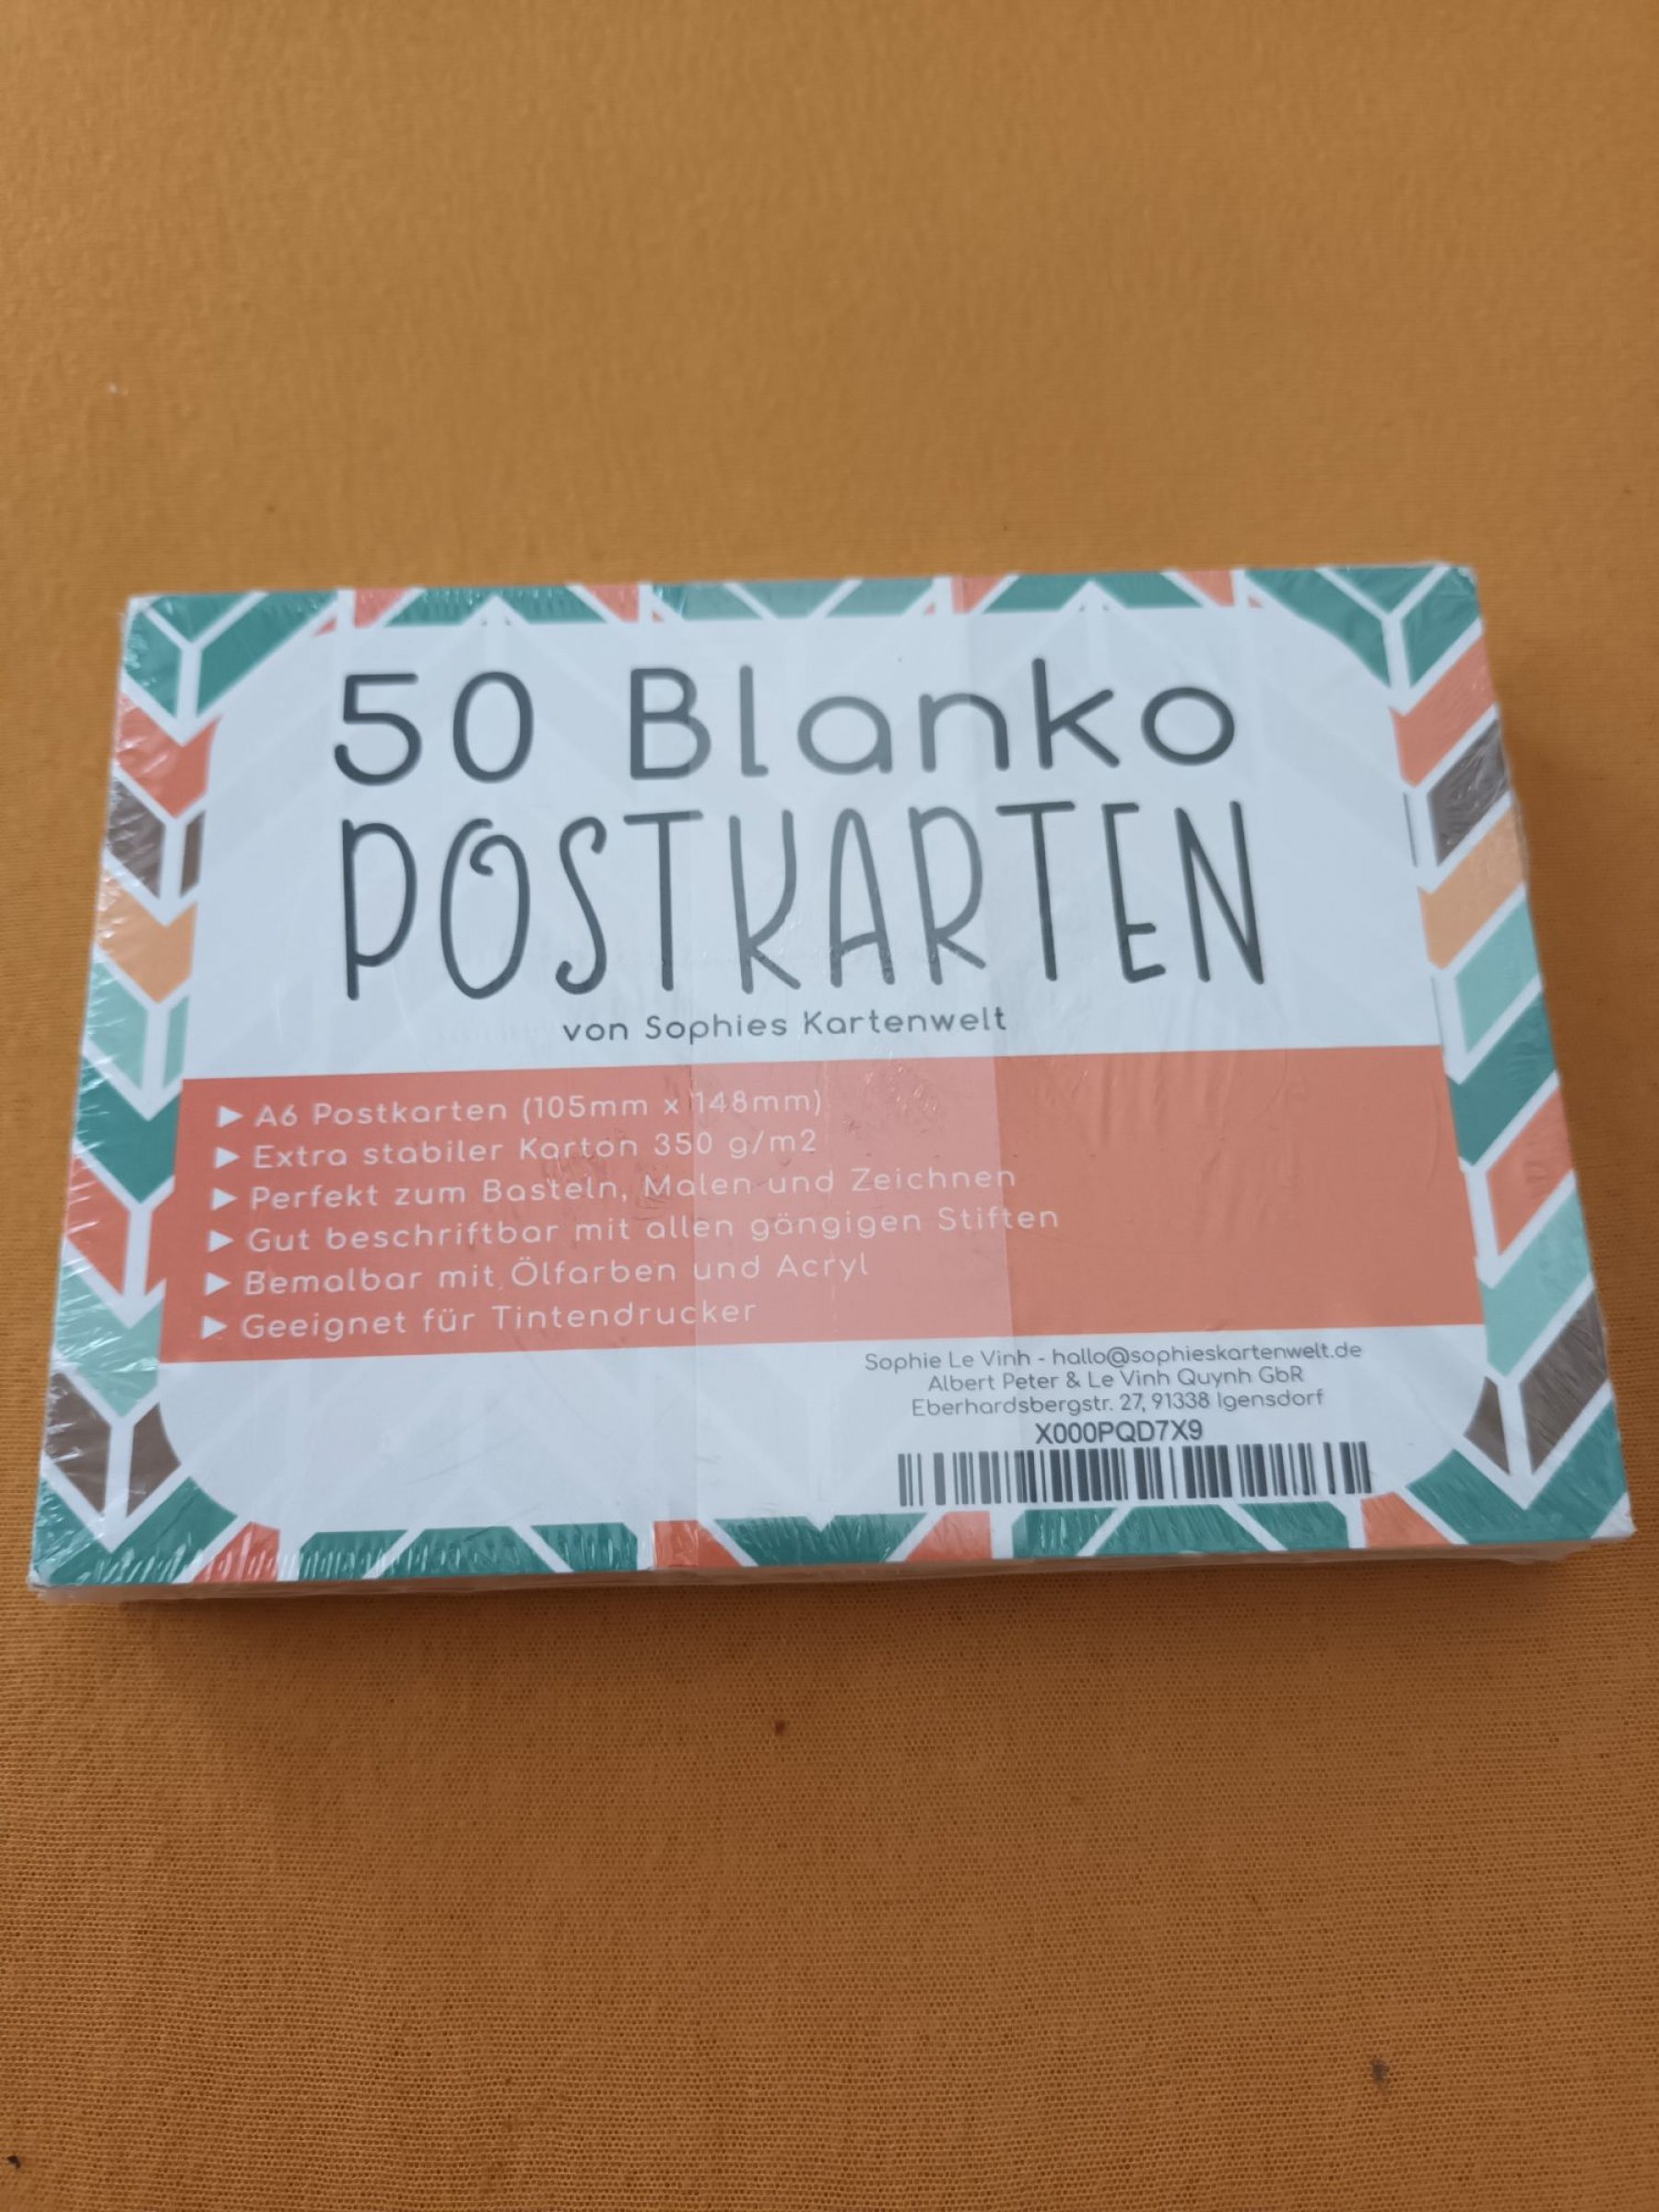 50 Blanko
POSTKARTEN
von Sophies Kartenwelt
▶ A6 Postkarten (105mm x 148mm)
▶ Extra stabiler Karton 350 g/m2
▶ Perfekt zum Basteln, Malen und Zeichnen
▶ Gut beschriftbar mit allen gängigen Stiften
▶ Bemalbar mit Ölfarben und Acryl
▶ Geeignet für Tintendrucker
Sophie Le Vinh - hallo@sophieskartenwelt.de
Albert Peter & Le Vinh Quynh GbR
Eberhardsbergstr. 27, 91338 Igensdorf
X000PQD7X9